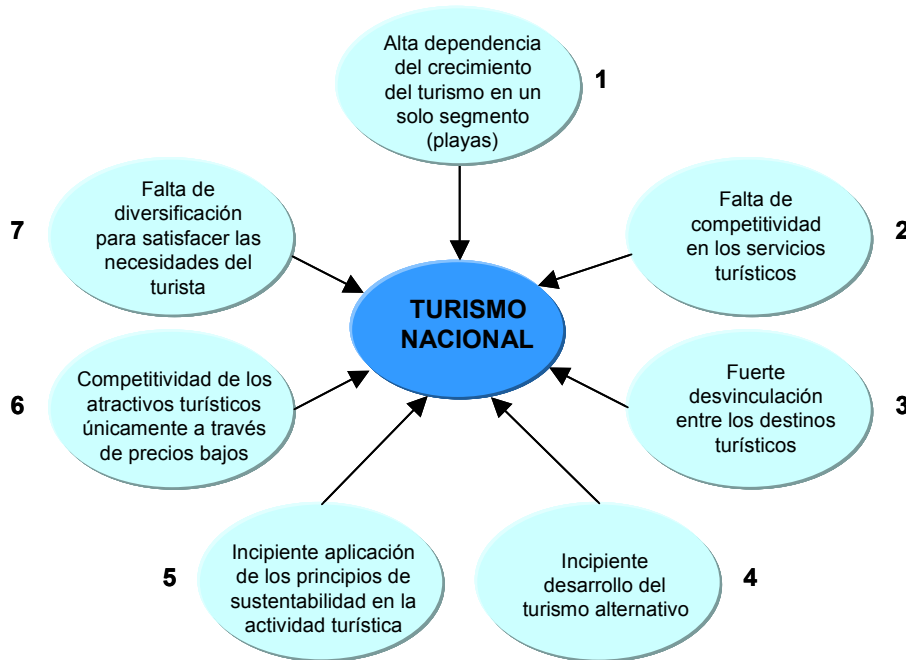 Alta dependencia
del crecimiento
del turismo en un
solo segmento
(playas)
1
Falta de
competitividad
en los servicios
turísticos
2
Fuerte
desvinculación
entre los destinos
turísticos
3
Incipiente
desarrollo del
turismo alternativo
4
Incipiente aplicación
de los principios de
sustentabilidad en la
actividad turística
5
Competitividad de los
atractivos turísticos
únicamente a través
de precios bajos
6
Falta de
diversificación
para satisfacer las
necesidades del
turista
7
TURISMO
NACIONAL